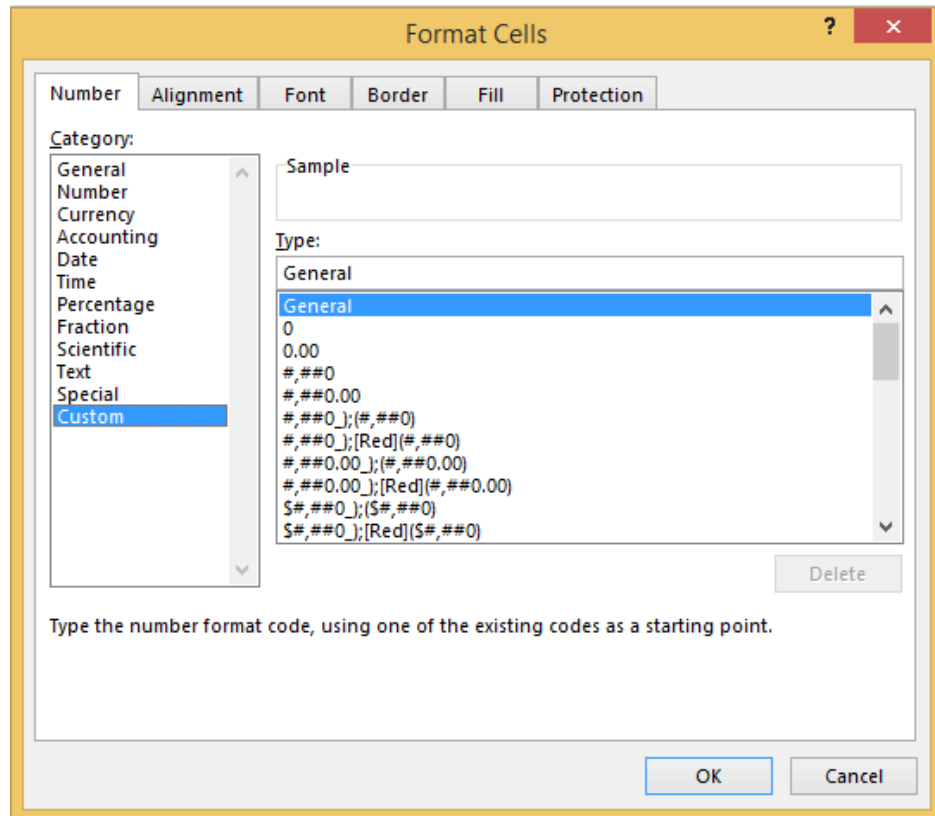 Format Cells
?
Number Alignment Font Border Fill Protection
Category:
General
Number
Currency
Accounting
Date
Time
Percentage
Fraction
Scientific
Text
Special
Custom
Sample
Type:
General
General
0
0.00
#,##0
#,##0.00
#,##0_);(#,##0)
#,##0_);[Red](#,##0)
#,##0.00_);(#,##0.00)
#,##0.00_);[Red](#,##0.00)
$#,##0_);($#,##0)
$#,##0_);[Red]($#,##0)
Delete
Type the number format code, using one of the existing codes as a starting point.
OK Cancel